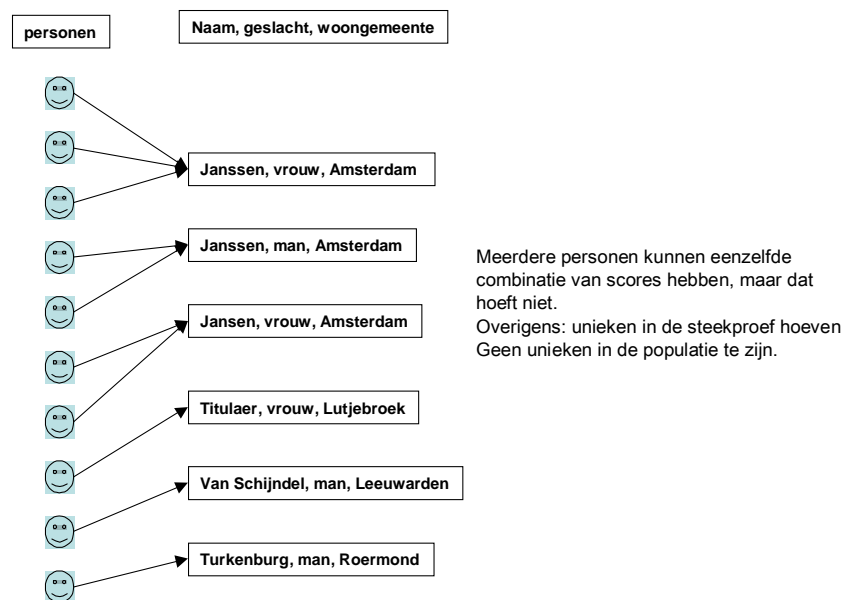 personen
Naam, geslacht, woongemeente
Janssen, vrouw, Amsterdam
Janssen, man, Amsterdam
Jansen, vrouw, Amsterdam
Titulaer, vrouw, Lutjebroek
Van Schijndel, man, Leeuwarden
Turkenburg, man, Roermond
Meerdere personen kunnen eenzelfde
combinatie van scores hebben, maar dat
hoeft niet.
Overigens: unieken in de steekproef hoeven
Geen unieken in de populatie te zijn.